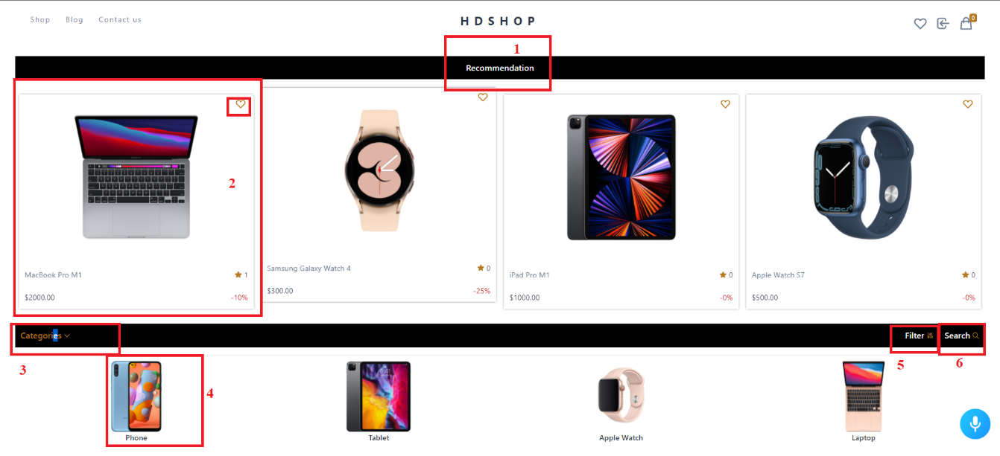 Shop Blog Contact us
HDSHOP
0
1
Recommendation
2
MacBook Pro M1 1
$2000.00 -10%
Samsung Galaxy Watch 4 0
$300.00 -25%
iPad Pro M1 0
$1000.00 -0%
Apple Watch S7 0
$500.00 -0%
Categories
Filter Search
3
5
6
4
Phone Tablet Apple Watch Laptop